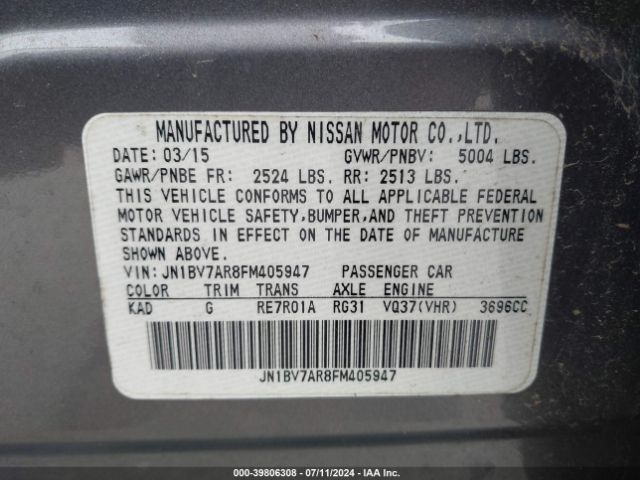 MANUFACTURED BY NISSAN MOTOR CO.,LTD.
DATE: 03/15 GVWR/PNBV: 5004 LBS.
GAWR/PNBE FR: 2524 LBS. RR: 2513 LBS.
THIS VEHICLE CONFORMS TO ALL APPLICABLE FEDERAL
MOTOR VEHICLE SAFETY,BUMPER,AND THEFT PREVENTION
STANDARDS IN EFFECT ON THE DATE OF MANUFACTURE
SHOWN ABOVE.
VIN: JN1BV7AR8FM405947 PASSENGER CAR
COLOR TRIM TRANS AXLE ENGINE
KAD G RE7R01A RG31 VQ37(VHR) 3696CC
JN1BV7AR8FM405947
000-39806308 - 07/11/2024 - IAAI.com